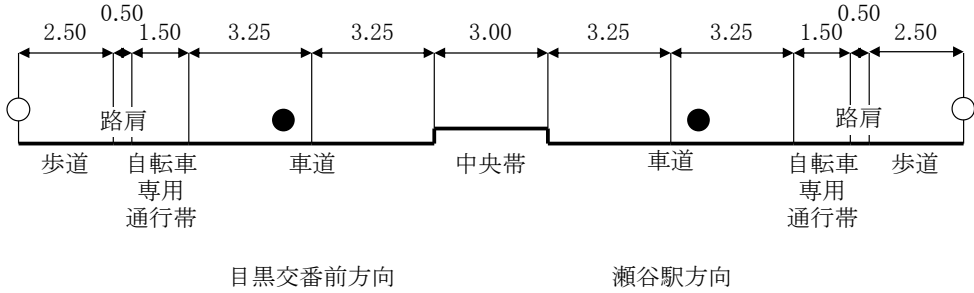 0.50 0.50
2.50 1.50 3.25 3.25 3.00 3.25 3.25 1.50 2.50
路肩 路肩
歩道 自転車 車道 中央帯 車道 自転車 歩道
専用 専用
通行帯 通行帯
目黒交番前方向 瀬谷駅方向